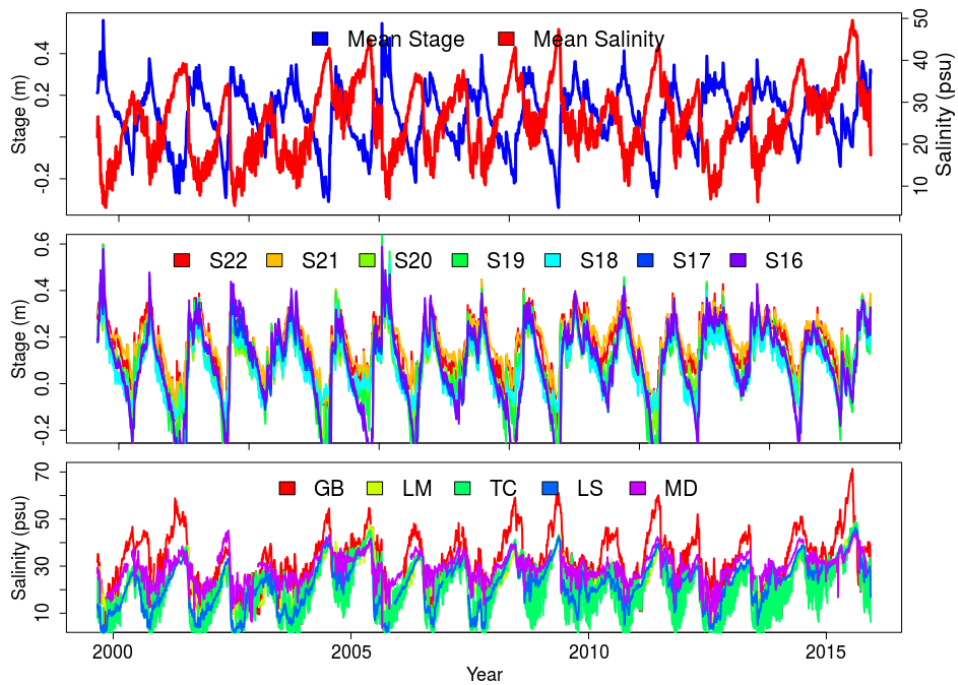 Mean Stage Mean Salinity
Stage (m)
0.4
0.2
-0.2
Salinity (psu)
50
40
30
20
10
S22 S21 S20 S19 S18 S17 S16
Stage (m)
0.6
0.4
0.2
0.0
-0.2
GB LM TC LS MD
Salinity (psu)
70
50
30
10
2000 2005 2010 2015
Year